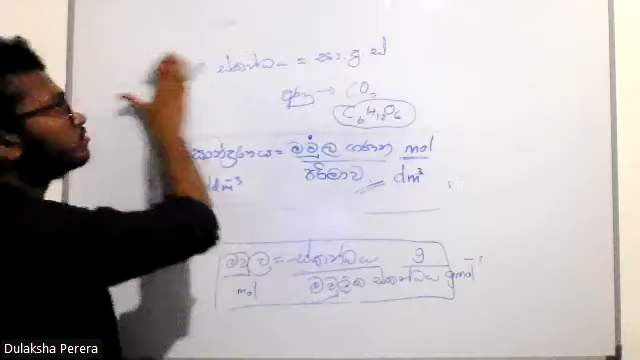 ස්කන්ධය = සා.ප.ස්
අණු → CO₂
C₆H₁₂O₆
සාන්ද්‍රණය = මවුල ගණන mol
පරිමාව dm³
dm⁻³
මවුල = ස්කන්ධය g
mol මවුලික ස්කන්ධය gmol⁻¹
Dulaksha Perera